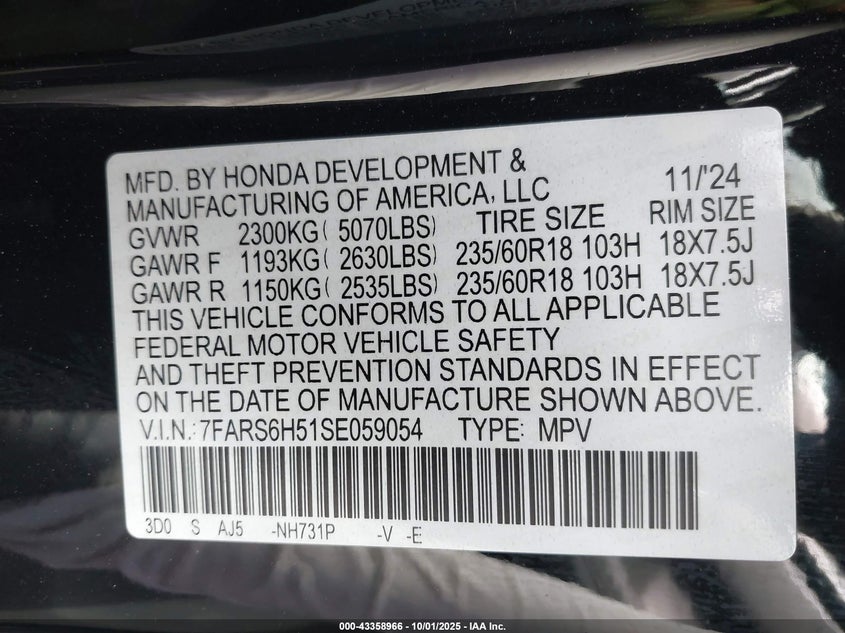 MFD. BY HONDA DEVELOPMENT &
MANUFACTURING OF AMERICA, LLC 11/'24
GVWR 2300KG( 5070LBS) TIRE SIZE RIM SIZE
GAWR F 1193KG( 2630LBS) 235/60R18 103H 18X7.5J
GAWR R 1150KG( 2535LBS) 235/60R18 103H 18X7.5J
THIS VEHICLE CONFORMS TO ALL APPLICABLE
FEDERAL MOTOR VEHICLE SAFETY
AND THEFT PREVENTION STANDARDS IN EFFECT
ON THE DATE OF MANUFACTURE SHOWN ABOVE.
V.I.N.: 7FARS6H51SE059054 TYPE: MPV
3D0 S AJ5 -NH731P -V -E
000-43358966 - 10/01/2025 - IAA Inc.